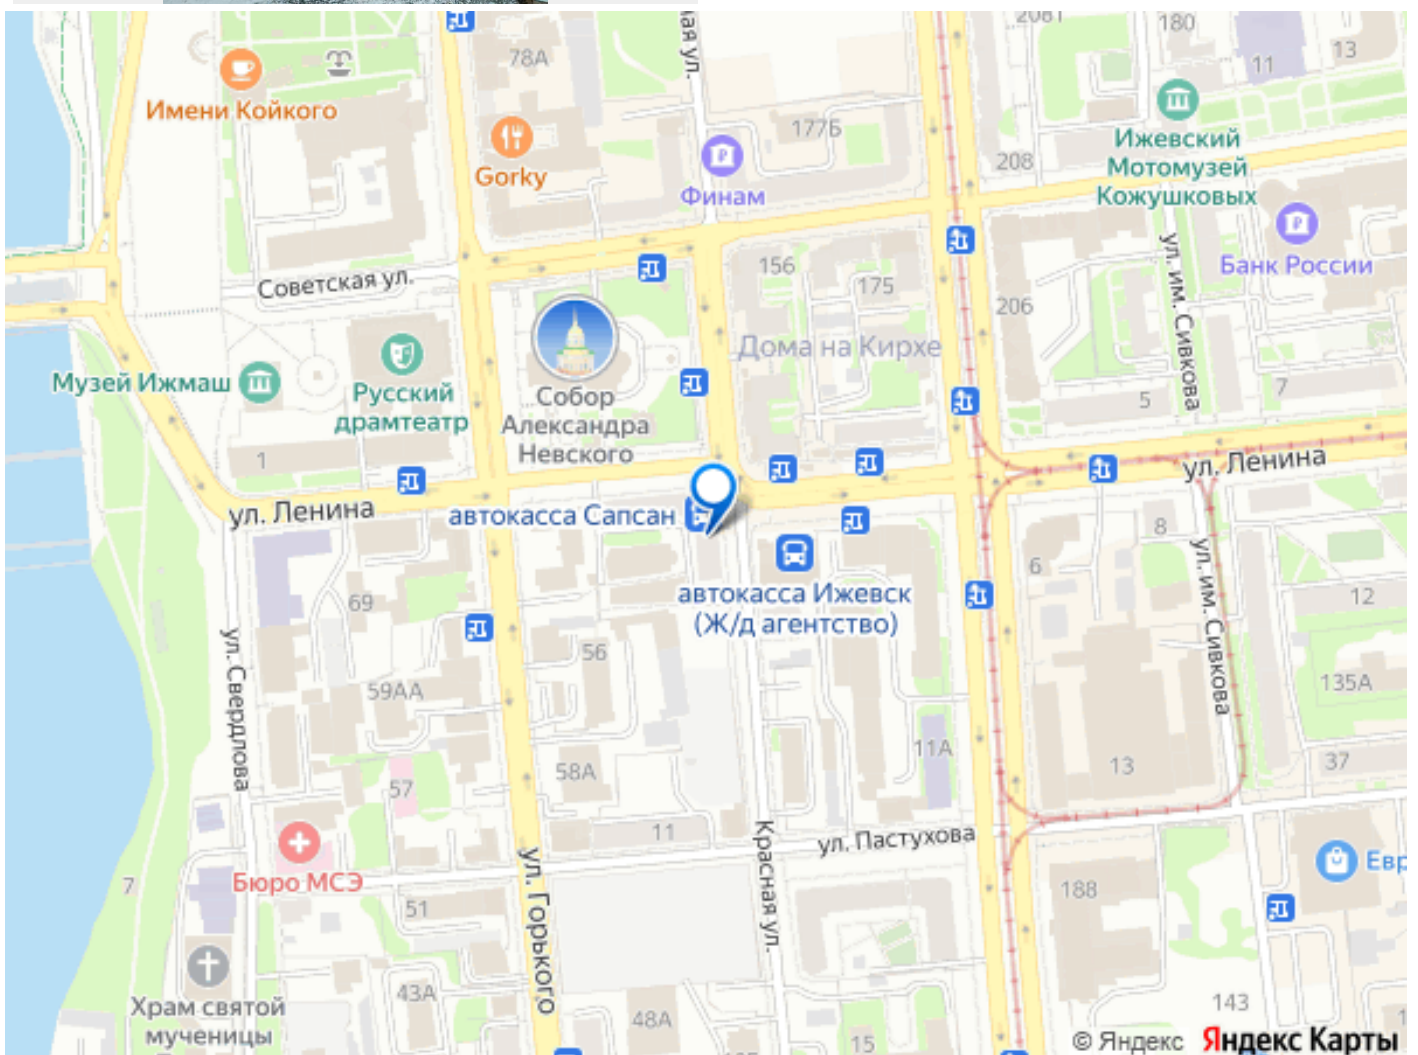 2081
180
78А
ая ул.
11
13
Имени Койкого
177Б
Ижевский
Мотомузей
Кожушковых
208
Gorky
Финам
ул. им. Сивкова
Банк России
156
175
Советская ул.
206
Дома на Кирхе
Музей Ижмаш
Русский
драмтеатр
Собор
Александра
Невского
5
7
1
ул. Ленина
ул. Ленина
автокасса Сапсан
8
6
ул. им. Сивкова
автокасса Ижевск
(Ж/д агентство)
12
69
56
ул. Свердлова
59АА
135А
11А
58А
13
37
57
11
Красная ул.
ул. Пастухова
ул. Горького
Бюро МСЭ
Евр
7
188
51
Храм святой
мученицы
43А
48А
15
143
© Яндекс Яндекс Карты